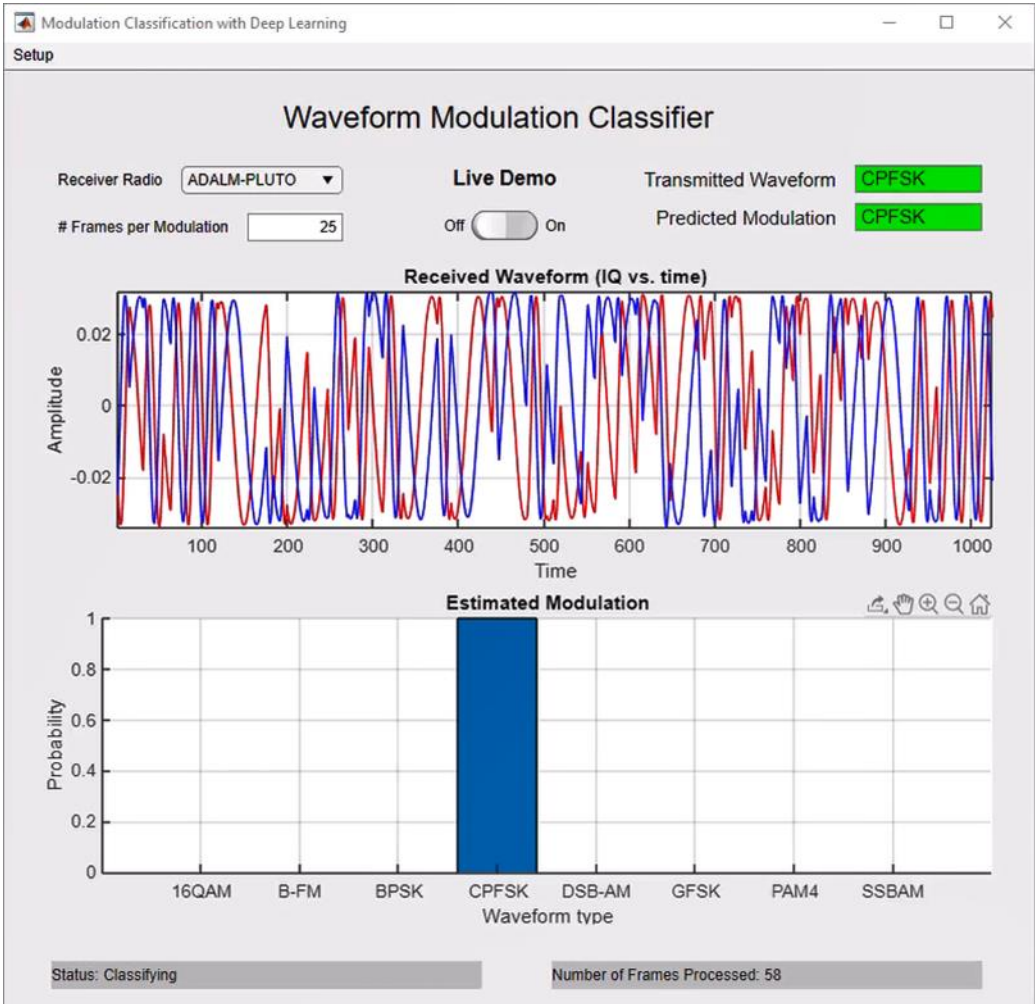 Modulation Classification with Deep Learning
Setup
Waveform Modulation Classifier
Receiver Radio ADALM-PLUTO
# Frames per Modulation 25
Live Demo
Off On
Transmitted Waveform CPFSK
Predicted Modulation CPFSK
Received Waveform (IQ vs. time)
Amplitude
0.02
0
-0.02
100 200 300 400 500 600 700 800 900 1000
Time
Estimated Modulation
Probability
1
0.8
0.6
0.4
0.2
0
16QAM B-FM BPSK CPFSK DSB-AM GFSK PAM4 SSBAM
Waveform type
Status: Classifying
Number of Frames Processed: 58